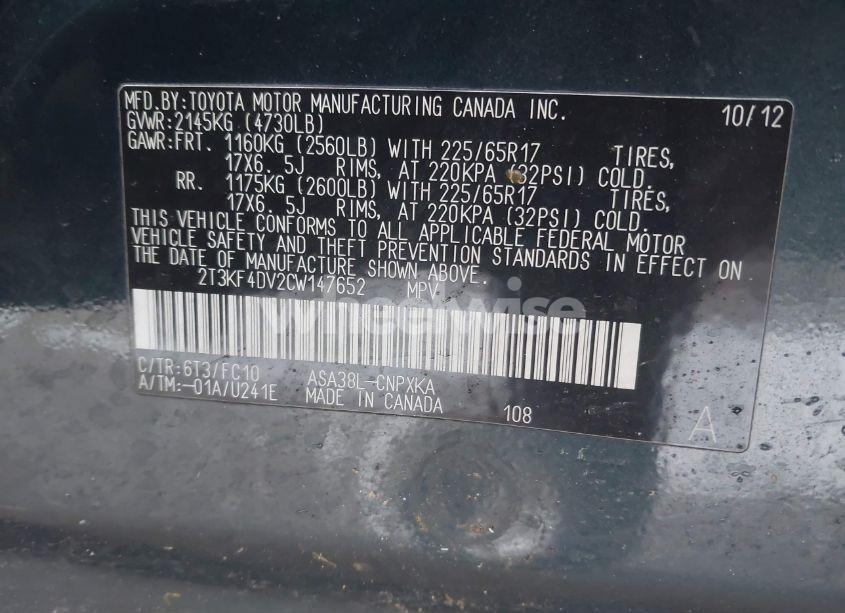 MFD.BY:TOYOTA MOTOR MANUFACTURING CANADA INC. 10/12
GVWR:2145KG (4730LB)
GAWR:FRT. 1160KG (2560LB) WITH 225/65R17 TIRES,
17X6. 5J RIMS, AT 220KPA (32PSI) COLD.
RR. 1175KG (2600LB) WITH 225/65R17 TIRES,
17X6. 5J RIMS, AT 220KPA (32PSI) COLD.
THIS VEHICLE CONFORMS TO ALL APPLICABLE FEDERAL MOTOR
VEHICLE SAFETY AND THEFT PREVENTION STANDARDS IN EFFECT ON
THE DATE OF MANUFACTURE SHOWN ABOVE.
2T3KF4DV2CW147652 MPV
wheelwise
C/TR:6T3/FC10 ASA38L-CNPXKA
A/TM:-01A/U241E MADE IN CANADA 108 A